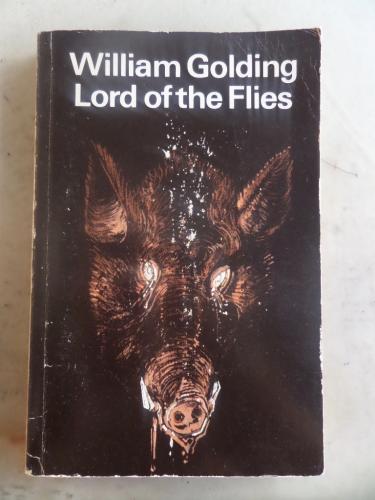 William Golding
Lord of the Flies